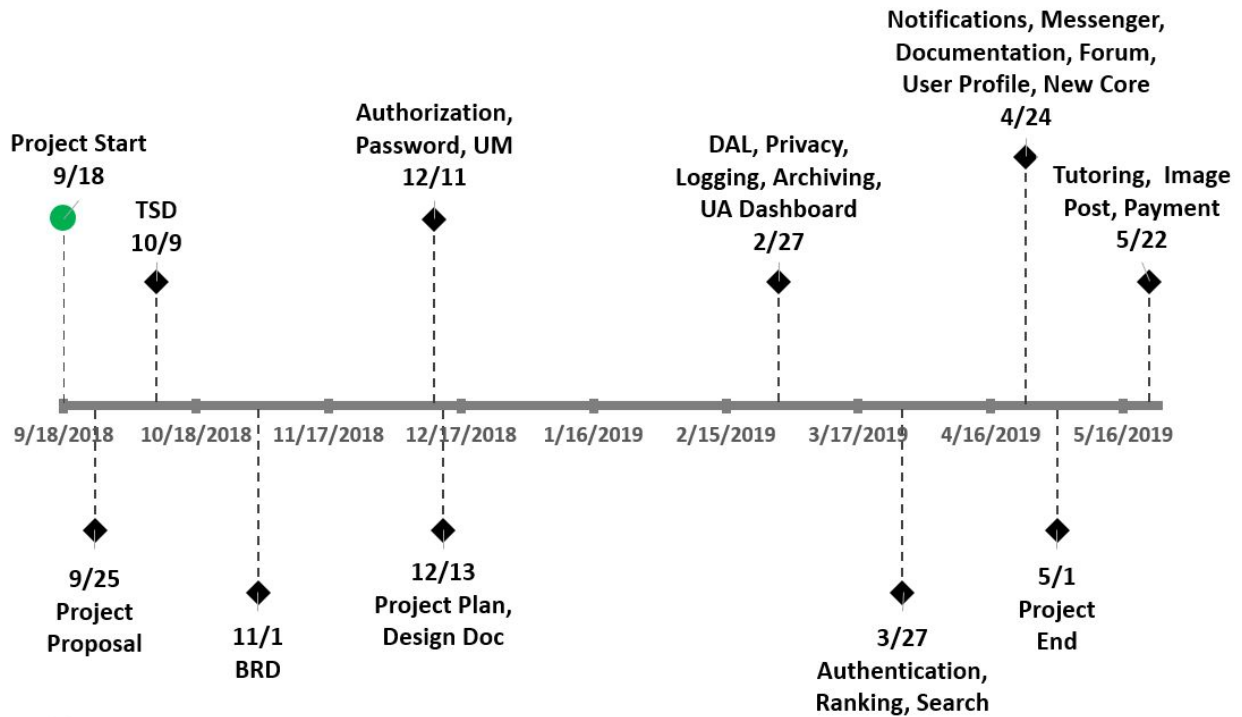 Notifications, Messenger,
Documentation, Forum,
User Profile, New Core
4/24
Authorization,
Password, UM
12/11
Project Start
9/18
DAL, Privacy,
Logging, Archiving,
UA Dashboard
2/27
Tutoring, Image
Post, Payment
5/22
TSD
10/9
9/18/2018
10/18/2018
11/17/2018
12/17/2018
1/16/2019
2/15/2019
3/17/2019
4/16/2019
5/16/2019
9/25
Project
Proposal
11/1
BRD
12/13
Project Plan,
Design Doc
3/27
Authentication,
Ranking, Search
5/1
Project
End